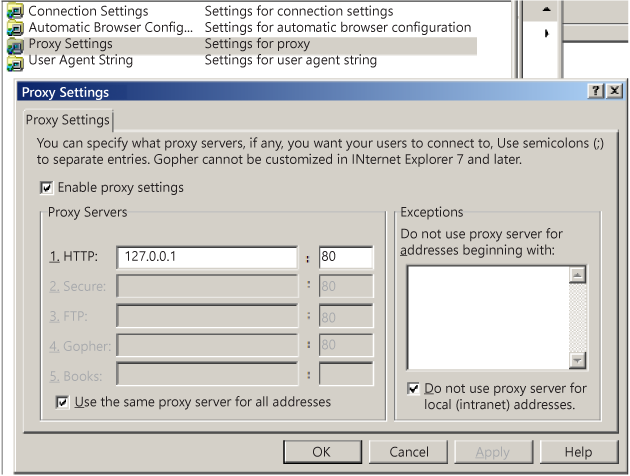 Connection Settings Settings for connection settings
Automatic Browser Config... Settings for automatic browser configuration
Proxy Settings Settings for proxy
User Agent String Settings for user agent string
Proxy Settings
Proxy Settings
You can specify what proxy servers, if any, you want your users to connect to, Use semicolons (;)
to separate entries. Gopher cannot be customized in INternet Explorer 7 and later.
Enable proxy settings
Proxy Servers
1. HTTP: 127.0.0.1 : 80
2. Secure: : 80
3. FTP: : 80
4. Gopher: : 80
5. Books: :
Use the same proxy server for all addresses
Exceptions
Do not use proxy server for
addresses beginning with:
Do not use proxy server for
local (intranet) addresses.
OK Cancel Apply Help